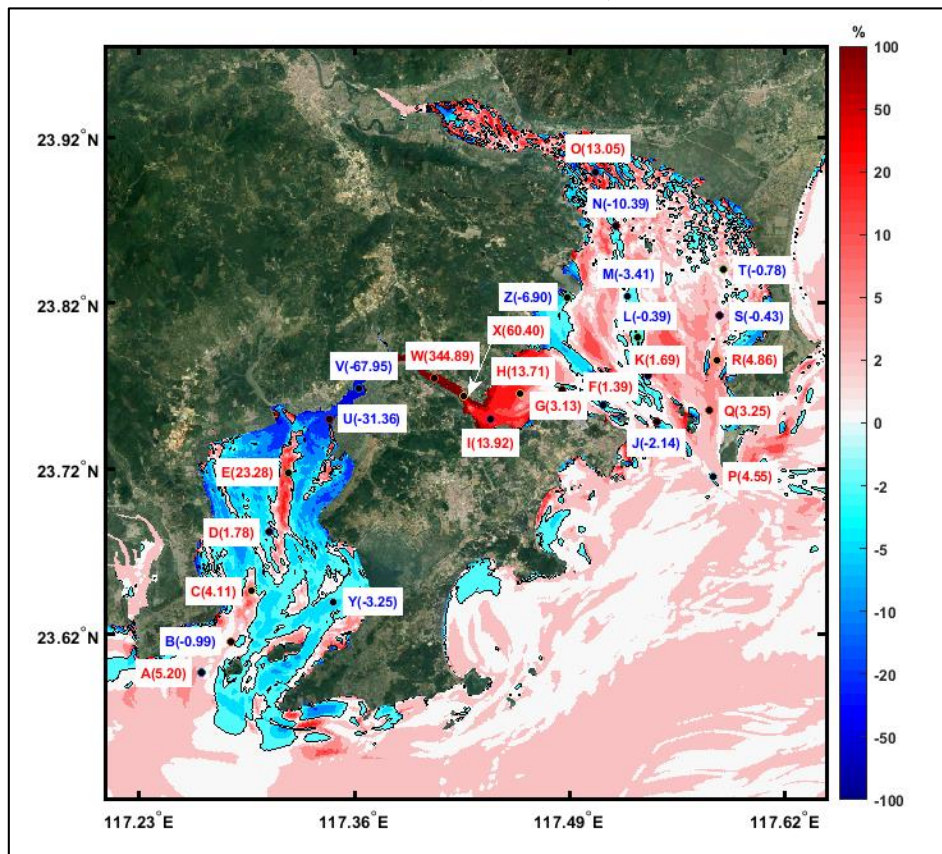 %
100
50
20
10
5
2
0
-2
-5
-10
-20
-50
-100
23.92°N
23.82°N
23.72°N
23.62°N
117.23°E
117.36°E
117.49°E
117.62°E
O(13.05)
N(-10.39)
M(-3.41)
T(-0.78)
Z(-6.90)
L(-0.39)
S(-0.43)
X(60.40)
V(-67.95)
W(344.89)
H(13.71)
K(1.69)
R(4.86)
F(1.39)
G(3.13)
Q(3.25)
U(-31.36)
I(13.92)
J(-2.14)
E(23.28)
P(4.55)
D(1.78)
C(4.11)
Y(-3.25)
B(-0.99)
A(5.20)